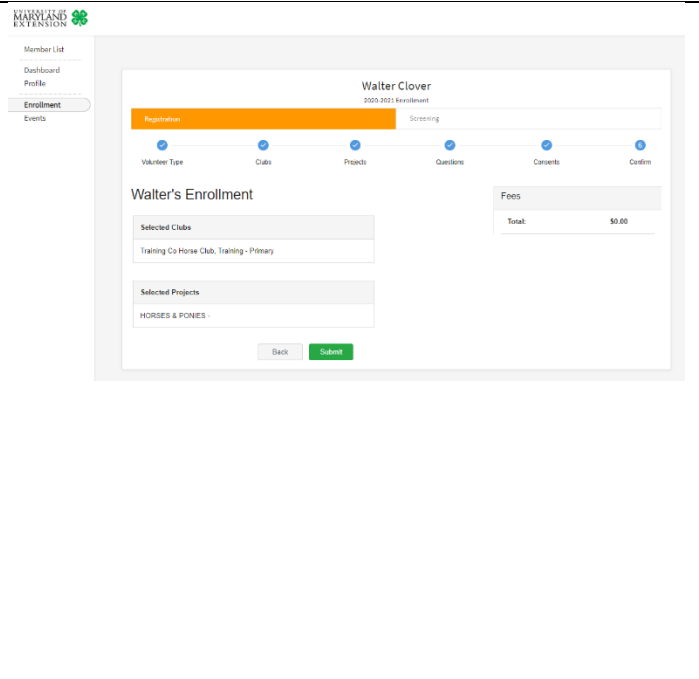 UNIVERSITY OF
MARYLAND
EXTENSION
Member List
Dashboard
Profile
Enrollment
Events
Walter Clover
2020-2021 Enrollment
Registration
Screening
6
Volunteer Type
Clubs
Projects
Questions
Consents
Confirm
Walter's Enrollment
Selected Clubs
Training Co Horse Club, Training - Primary
Selected Projects
HORSES & PONIES -
Back
Submit
Fees
Total: $0.00